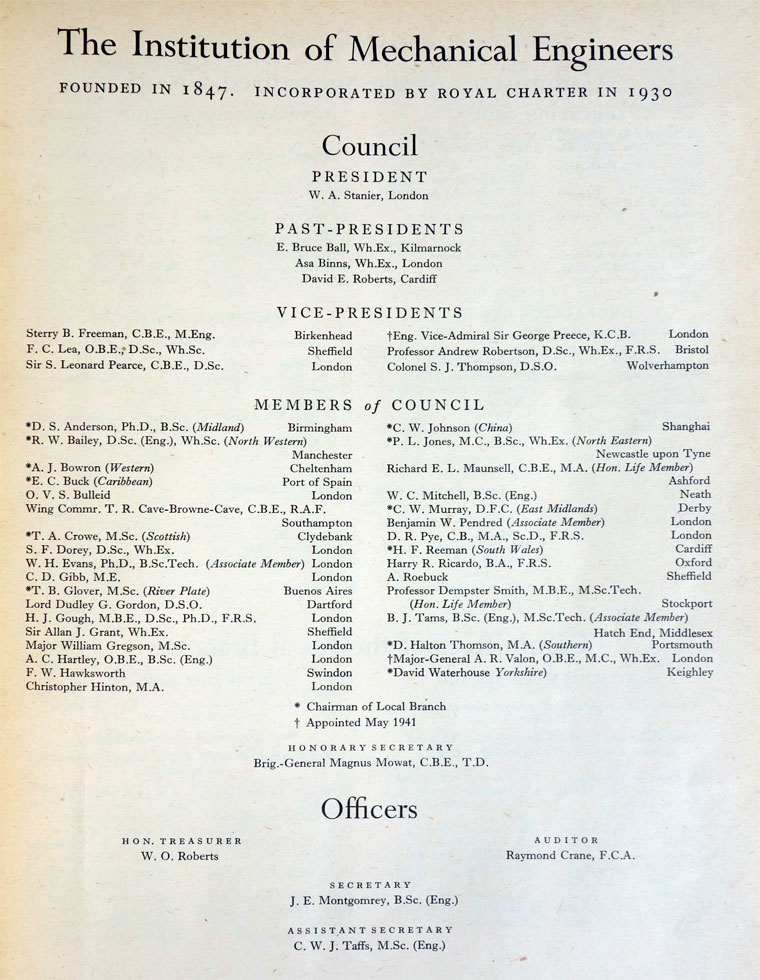 The Institution of Mechanical Engineers
FOUNDED IN 1847. INCORPORATED BY ROYAL CHARTER IN 1930
Council
PRESIDENT
W. A. Stanier, London
PAST-PRESIDENTS
E. Bruce Ball, Wh.Ex., Kilmarnock
Asa Binns, Wh.Ex., London
David E. Roberts, Cardiff
VICE-PRESIDENTS
Sterry B. Freeman, C.B.E., M.Eng. Birkenhead
F. C. Lea, O.B.E., D.Sc., Wh.Sc. Sheffield
Sir S. Leonard Pearce, C.B.E., D.Sc. London
†Eng. Vice-Admiral Sir George Preece, K.C.B. London
Professor Andrew Robertson, D.Sc., Wh.Ex., F.R.S. Bristol
Colonel S. J. Thompson, D.S.O. Wolverhampton
MEMBERS of COUNCIL
*D. S. Anderson, Ph.D., B.Sc. (Midland) Birmingham
*R. W. Bailey, D.Sc. (Eng.), Wh.Sc. (North Western)
Manchester
*A. J. Bowron (Western) Cheltenham
*E. C. Buck (Caribbean) Port of Spain
O. V. S. Bulleid London
Wing Commr. T. R. Cave-Browne-Cave, C.B.E., R.A.F.
Southampton
*T. A. Crowe, M.Sc. (Scottish) Clydebank
S. F. Dorey, D.Sc., Wh.Ex. London
W. H. Evans, Ph.D., B.Sc.Tech. (Associate Member) London
C. D. Gibb, M.E. London
*T. B. Glover, M.Sc. (River Plate) Buenos Aires
Lord Dudley G. Gordon, D.S.O. Dartford
H. J. Gough, M.B.E., D.Sc., Ph.D., F.R.S. London
Sir Allan J. Grant, Wh.Ex. Sheffield
Major William Gregson, M.Sc. London
A. C. Hartley, O.B.E., B.Sc. (Eng.) London
F. W. Hawksworth Swindon
Christopher Hinton, M.A. London
*C. W. Johnson (China) Shanghai
*P. L. Jones, M.C., B.Sc., Wh.Ex. (North Eastern)
Newcastle upon Tyne
Richard E. L. Maunsell, C.B.E., M.A. (Hon. Life Member)
Ashford
W. C. Mitchell, B.Sc. (Eng.) Neath
*C. W. Murray, D.F.C. (East Midlands) Derby
Benjamin W. Pendred (Associate Member) London
D. R. Pye, C.B., M.A., Sc.D., F.R.S. London
*H. F. Reeman (South Wales) Cardiff
Harry R. Ricardo, B.A., F.R.S. Oxford
A. Roebuck Sheffield
Professor Dempster Smith, M.B.E., M.Sc.Tech.
(Hon. Life Member) Stockport
B. J. Tams, B.Sc. (Eng.), M.Sc.Tech. (Associate Member)
Hatch End, Middlesex
*D. Halton Thomson, M.A. (Southern) Portsmouth
†Major-General A. R. Valon, O.B.E., M.C., Wh.Ex. London
*David Waterhouse Yorkshire) Keighley
* Chairman of Local Branch
† Appointed May 1941
HONORARY SECRETARY
Brig.-General Magnus Mowat, C.B.E., T.D.
Officers
HON. TREASURER
W. O. Roberts
AUDITOR
Raymond Crane, F.C.A.
SECRETARY
J. E. Montgomrey, B.Sc. (Eng.)
ASSISTANT SECRETARY
C. W. J. Taffs, M.Sc. (Eng.)